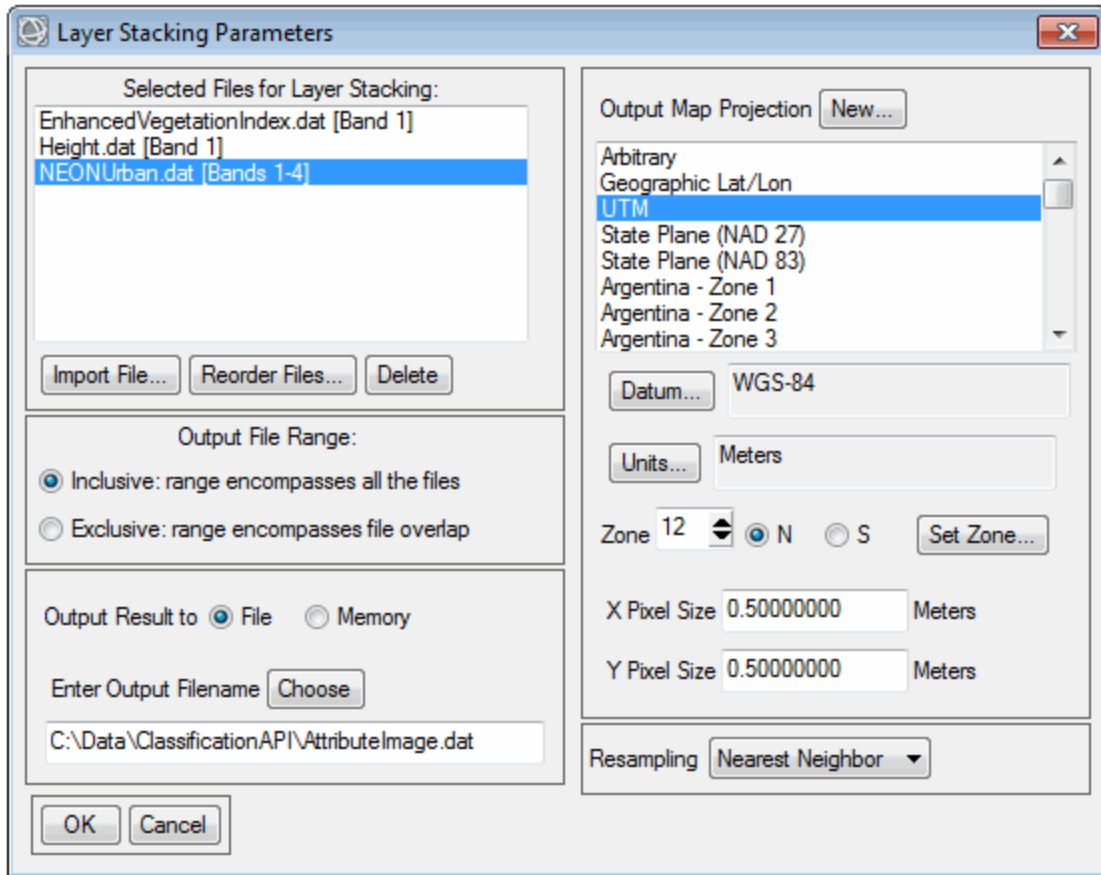 Layer Stacking Parameters
Selected Files for Layer Stacking:
EnhancedVegetationIndex.dat [Band 1]
Height.dat [Band 1]
NEONUrban.dat [Bands 1-4]
Import File... Reorder Files... Delete
Output File Range:
Inclusive: range encompasses all the files
Exclusive: range encompasses file overlap
Output Result to File Memory
Enter Output Filename Choose
C:\Data\ClassificationAPI\AttributeImage.dat
OK Cancel
Output Map Projection New...
Arbitrary
Geographic Lat/Lon
UTM
State Plane (NAD 27)
State Plane (NAD 83)
Argentina - Zone 1
Argentina - Zone 2
Argentina - Zone 3
Datum... WGS-84
Units... Meters
Zone 12 N S Set Zone...
X Pixel Size 0.50000000 Meters
Y Pixel Size 0.50000000 Meters
Resampling Nearest Neighbor